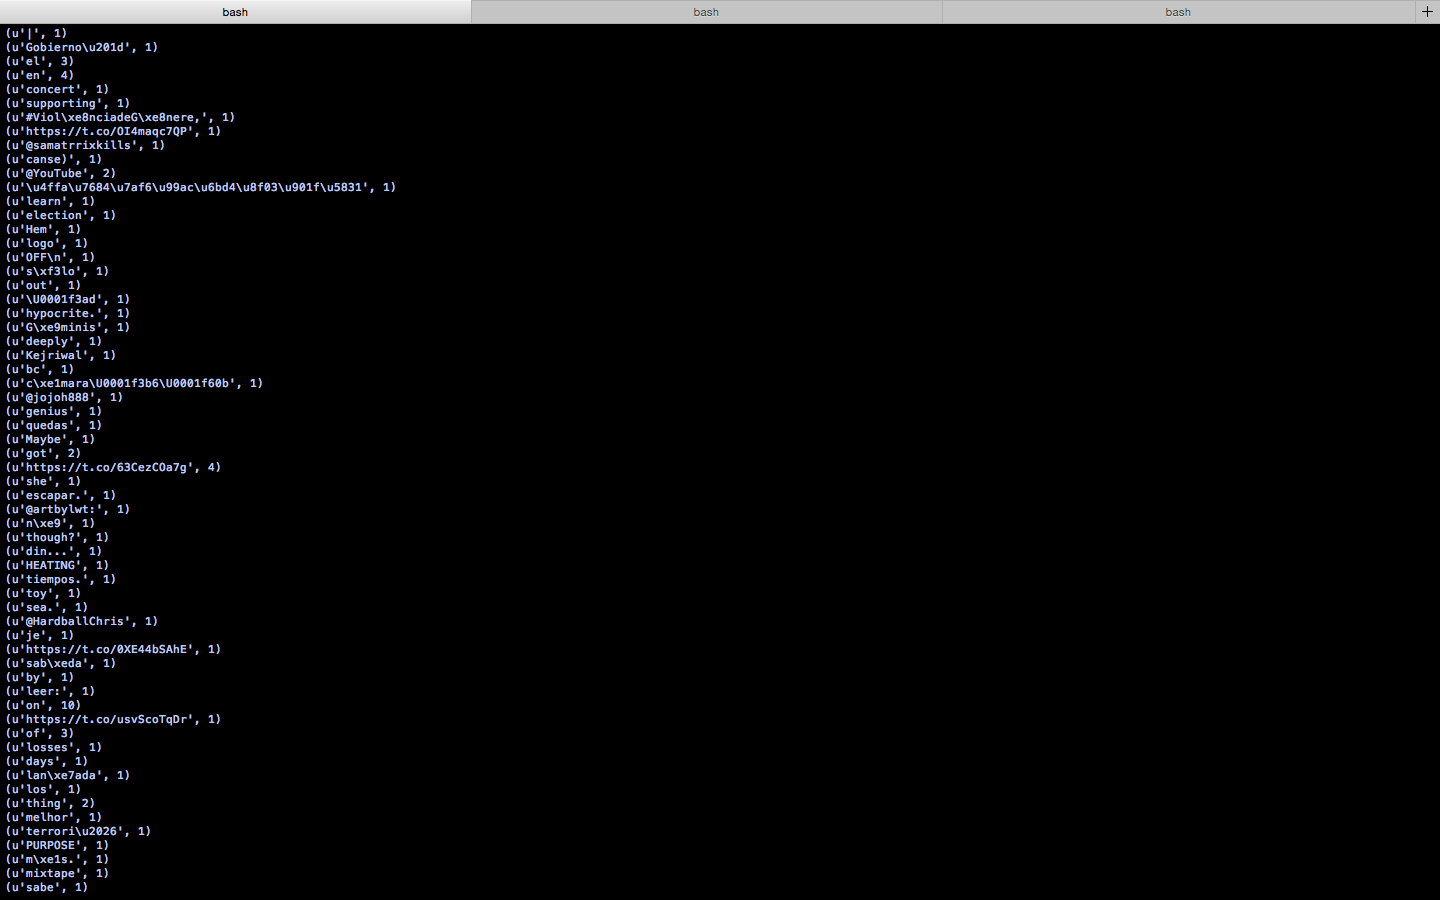 bash
bash
bash
+
(u'|', 1)
(u'Gobierno\u201d', 1)
(u'el', 3)
(u'en', 4)
(u'concert', 1)
(u'supporting', 1)
(u'#Viol\xe8nciadeG\xe8nere,', 1)
(u'https://t.co/OI4maqc7QP', 1)
(u'@samatrrixkills', 1)
(u'canse)', 1)
(u'@YouTube', 2)
(u'\u4ffa\u7684\u7af6\u99ac\u6bd4\u8f03\u901f\u5831', 1)
(u'learn', 1)
(u'election', 1)
(u'Hem', 1)
(u'logo', 1)
(u'OFF\n', 1)
(u's\xf3lo', 1)
(u'out', 1)
(u'\U0001f3ad', 1)
(u'hypocrite.', 1)
(u'G\xe9minis', 1)
(u'deeply', 1)
(u'Kejriwal', 1)
(u'bc', 1)
(u'c\xe1mara\U0001f3b6\U0001f60b', 1)
(u'@jojoh888', 1)
(u'genius', 1)
(u'quedas', 1)
(u'Maybe', 1)
(u'got', 2)
(u'https://t.co/63CezCOa7g', 4)
(u'she', 1)
(u'escapar.', 1)
(u'@artbylwt:', 1)
(u'n\xe9', 1)
(u'though?', 1)
(u'din...', 1)
(u'HEATING', 1)
(u'tiempos.', 1)
(u'toy', 1)
(u'sea.', 1)
(u'@HardballChris', 1)
(u'je', 1)
(u'https://t.co/0XE44bSAhE', 1)
(u'sab\xeda', 1)
(u'by', 1)
(u'leer:', 1)
(u'on', 10)
(u'https://t.co/usvScoTqDr', 1)
(u'of', 3)
(u'losses', 1)
(u'days', 1)
(u'lan\xe7ada', 1)
(u'los', 1)
(u'thing', 2)
(u'melhor', 1)
(u'terrori\u2026', 1)
(u'PURPOSE', 1)
(u'm\xe1s.', 1)
(u'mixtape', 1)
(u'sabe', 1)